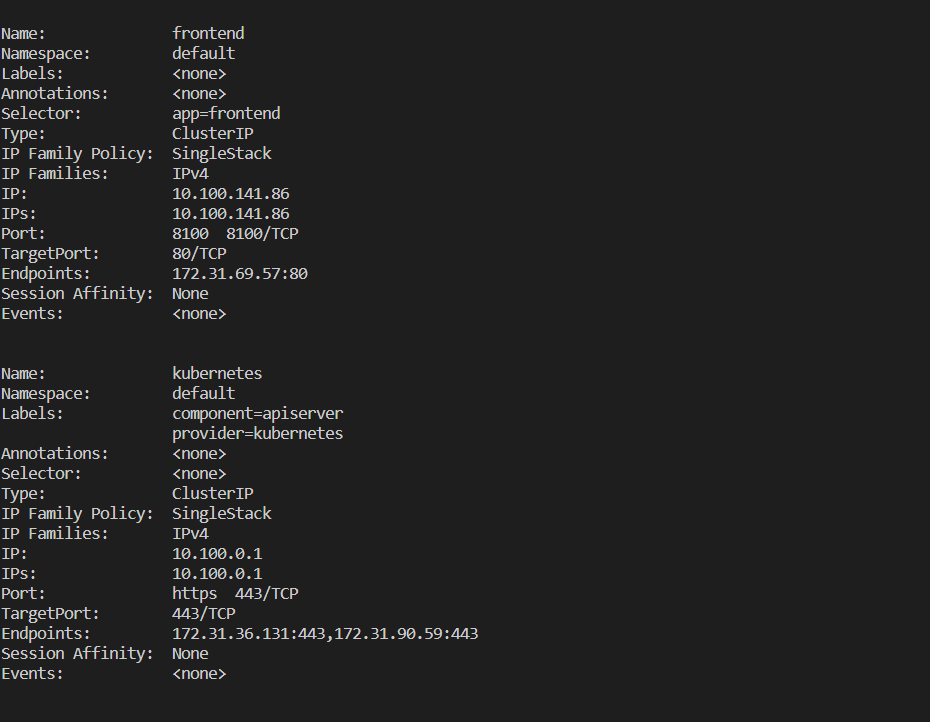 Name:              frontend
Namespace:         default
Labels:            <none>
Annotations:       <none>
Selector:          app=frontend
Type:              ClusterIP
IP Family Policy:  SingleStack
IP Families:       IPv4
IP:                10.100.141.86
IPs:               10.100.141.86
Port:              8100  8100/TCP
TargetPort:        80/TCP
Endpoints:         172.31.69.57:80
Session Affinity:  None
Events:            <none>
Name:              kubernetes
Namespace:         default
Labels:            component=apiserver
                   provider=kubernetes
Annotations:       <none>
Selector:          <none>
Type:              ClusterIP
IP Family Policy:  SingleStack
IP Families:       IPv4
IP:                10.100.0.1
IPs:               10.100.0.1
Port:              https  443/TCP
TargetPort:        443/TCP
Endpoints:         172.31.36.131:443,172.31.90.59:443
Session Affinity:  None
Events:            <none>